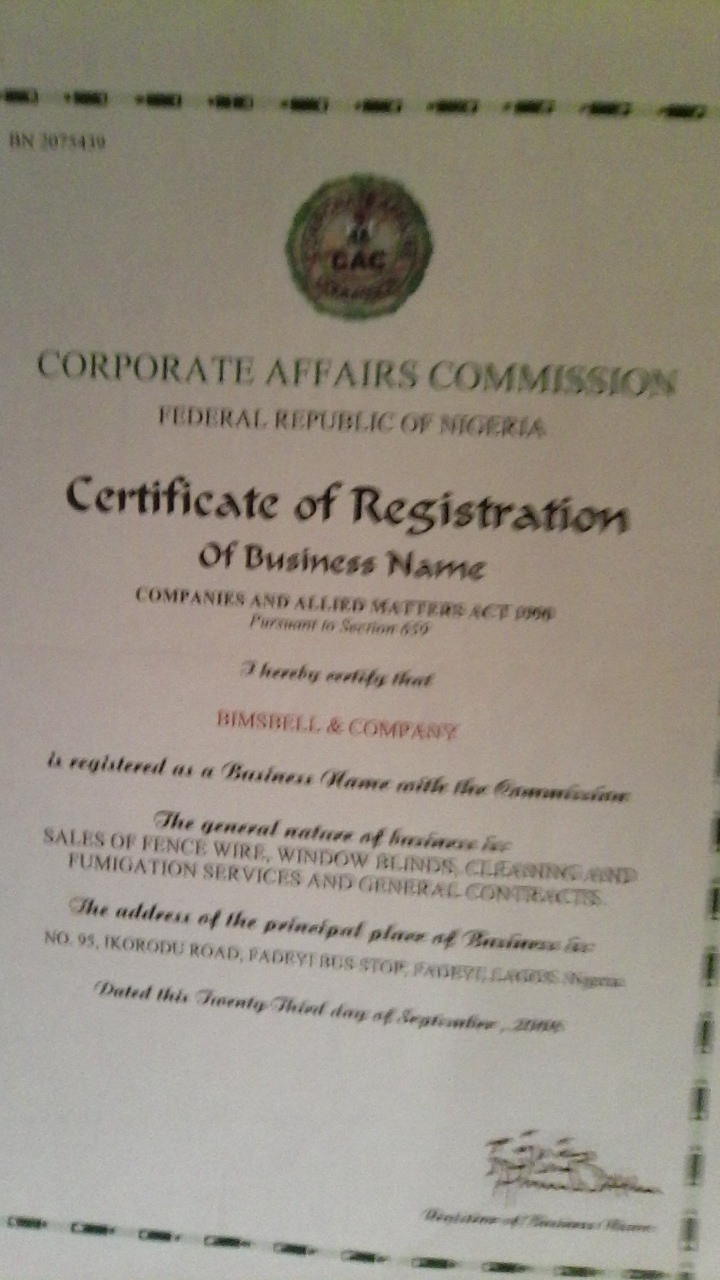 BN 2075439
CAC
CORPORATE AFFAIRS COMMISSION
FEDERAL REPUBLIC OF NIGERIA
Certificate of Registration
Of Business Name
COMPANIES AND ALLIED MATTERS ACT
Pursuant to Section 659
I hereby certify that
BIMSBELL & COMPANY
is registered as a Business Name with the Commission.
The general nature of business is:
SALES OF FENCE WIRE, WINDOW BLINDS, CLEANING AND
FUMIGATION SERVICES AND GENERAL CONTRACTS.
The address of the principal place of Business is:
NO. 95, IKORODU ROAD, FADEYI BUS STOP, FADEYI, LAGOS. Nigeria
Dated this Twenty-Third day of September,
Registrar of Business Name